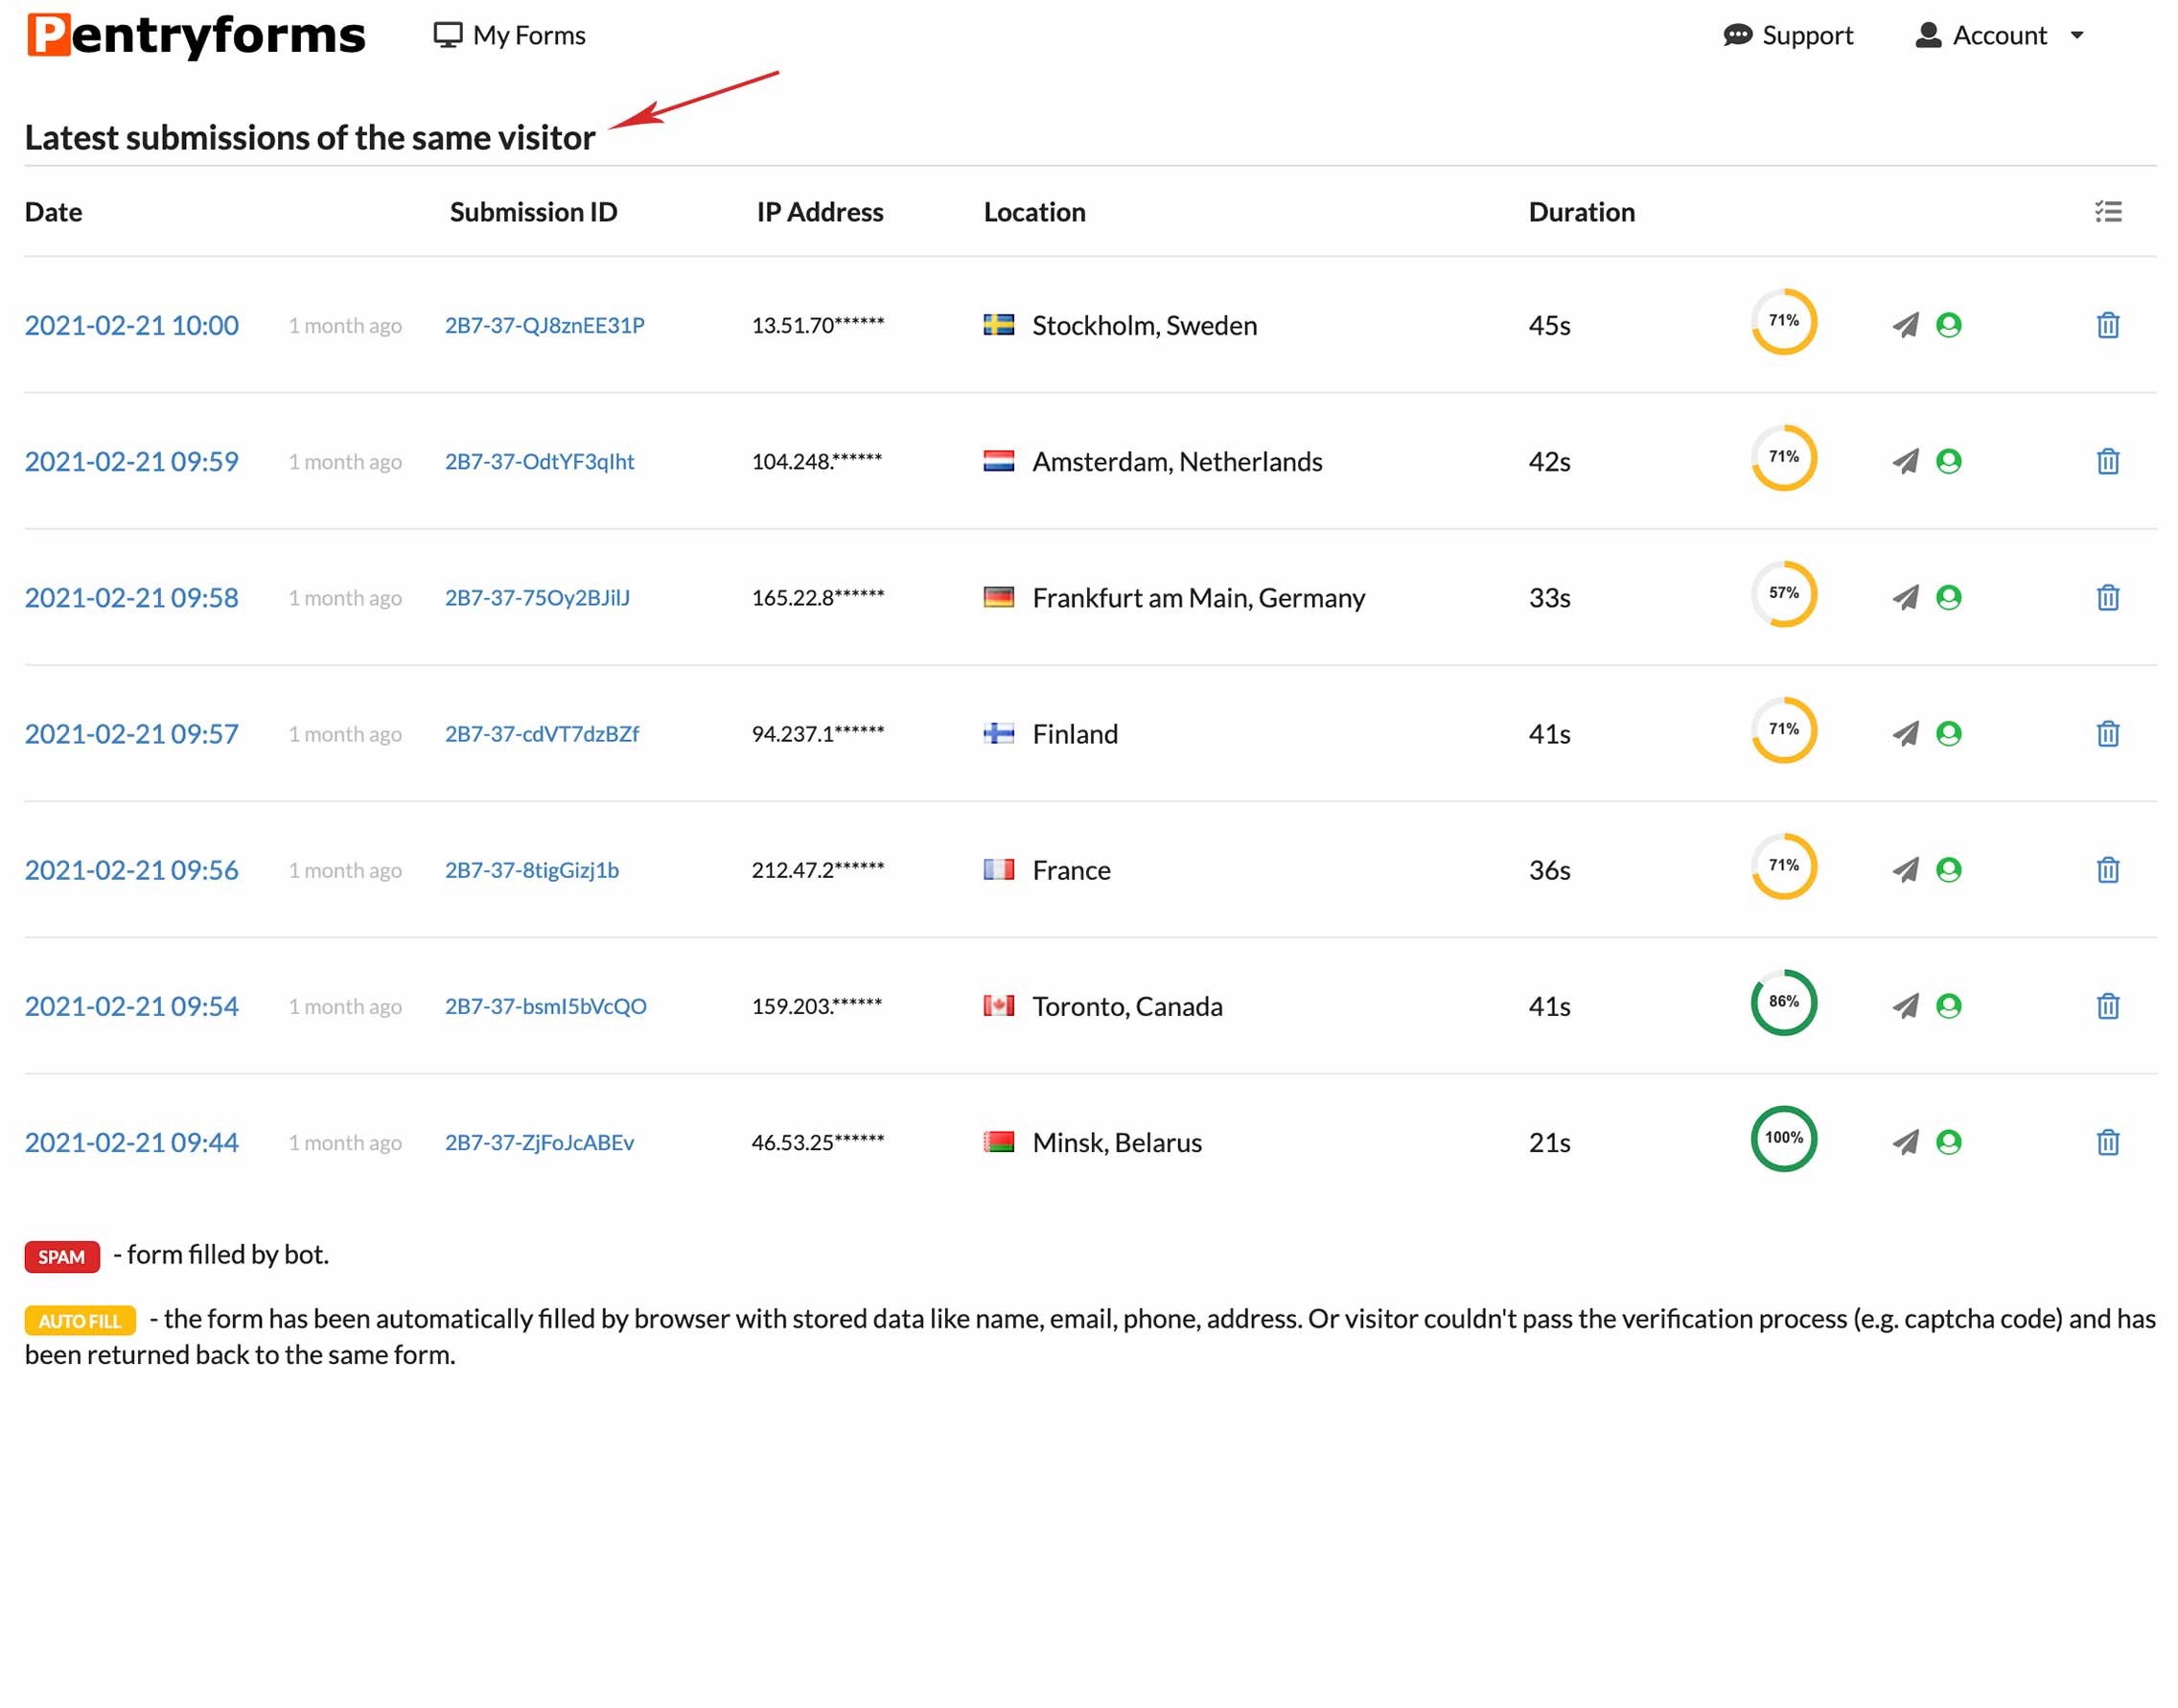 Pentryforms My Forms Support Account
Latest submissions of the same visitor
Date Submission ID IP Address Location Duration
2021-02-21 10:00 1 month ago 2B7-37-QJ8znEE31P 13.51.70****** Stockholm, Sweden 45s 71%
2021-02-21 09:59 1 month ago 2B7-37-OdtYF3qlht 104.248.****** Amsterdam, Netherlands 42s 71%
2021-02-21 09:58 1 month ago 2B7-37-75Oy2BJilJ 165.22.8****** Frankfurt am Main, Germany 33s 57%
2021-02-21 09:57 1 month ago 2B7-37-cdVT7dzBZf 94.237.1****** Finland 41s 71%
2021-02-21 09:56 1 month ago 2B7-37-8tigGizj1b 212.47.2****** France 36s 71%
2021-02-21 09:54 1 month ago 2B7-37-bsmI5bVcQO 159.203.****** Toronto, Canada 41s 86%
2021-02-21 09:44 1 month ago 2B7-37-ZjFoJcABEv 46.53.25****** Minsk, Belarus 21s 100%
SPAM - form filled by bot.
AUTO FILL - the form has been automatically filled by browser with stored data like name, email, phone, address. Or visitor couldn't pass the verification process (e.g. captcha code) and has
been returned back to the same form.